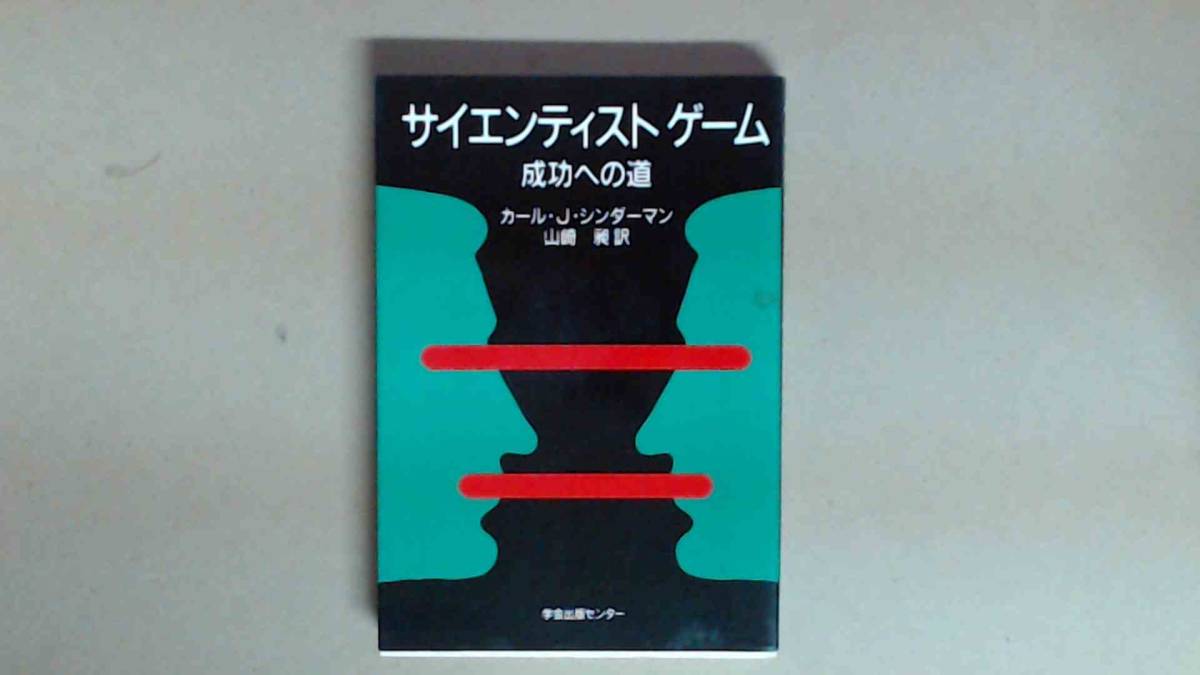 サイエンティスト ゲーム
成功への道
カール・J・シンダーマン
山崎 昶 訳
学会出版センター